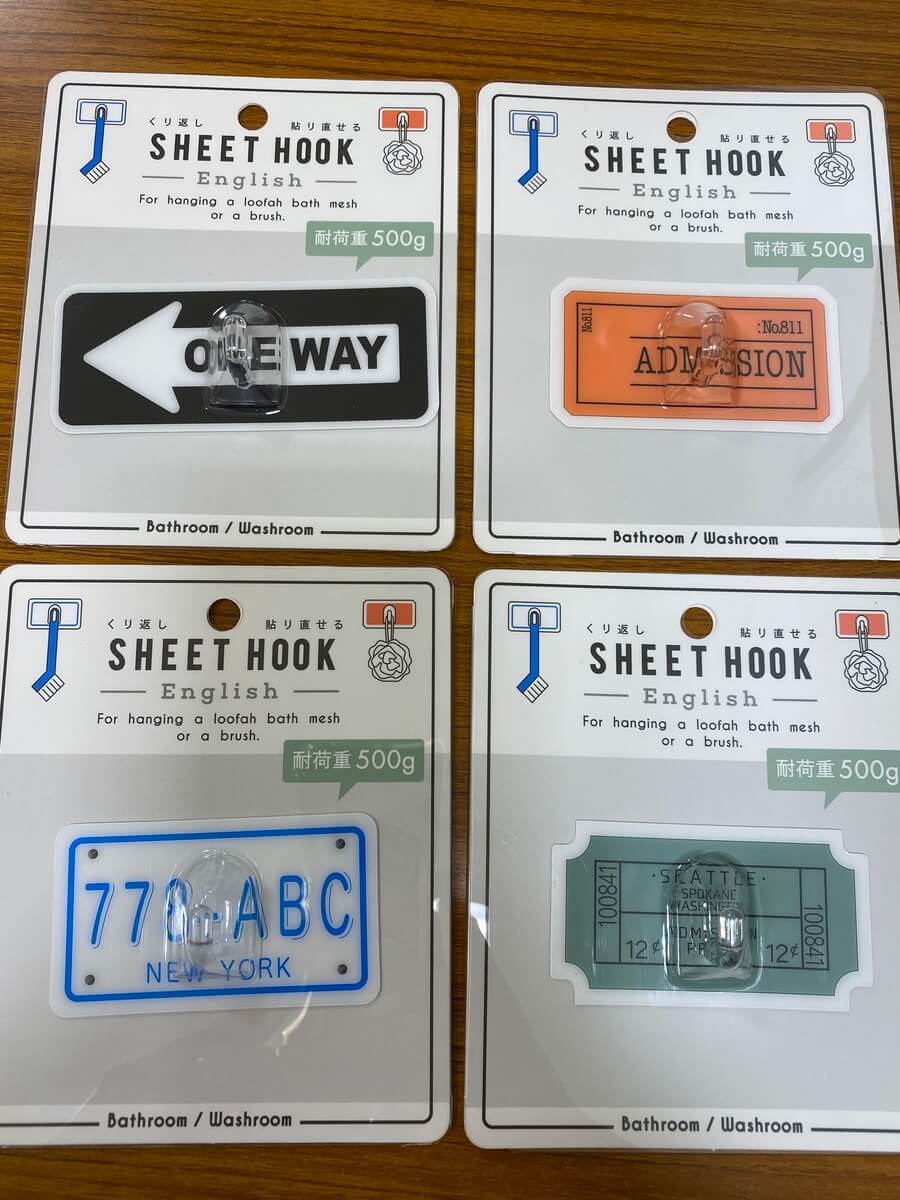 くり返し 貼り直せる
SHEET HOOK
English
For hanging a loofah bath mesh
or a brush.
耐荷重500g
ONE WAY
Bathroom / Washroom
くり返し 貼り直せる
SHEET HOOK
English
For hanging a loofah bath mesh
or a brush.
耐荷重500g
No.811
:No.811
ADMISSION
Bathroom / Washroom
くり返し 貼り直せる
SHEET HOOK
English
For hanging a loofah bath mesh
or a brush.
耐荷重500g
778-ABC
NEW YORK
Bathroom / Washroom
くり返し 貼り直せる
SHEET HOOK
English
For hanging a loofah bath mesh
or a brush.
耐荷重500g
100841
·SEATTLE·
SPOKANE
WASHINGTON
ADMISSION
12¢ 12¢
100841
Bathroom / Washroom